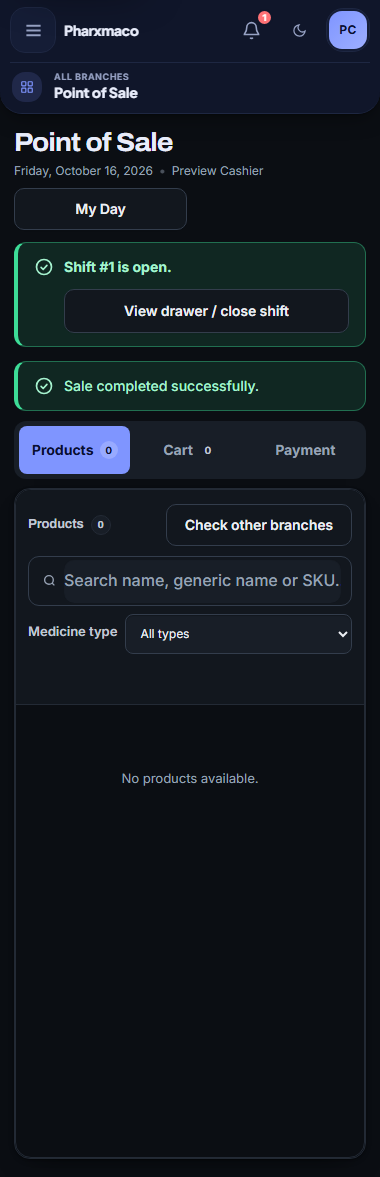 Pharxmaco
1
PC
ALL BRANCHES
Point of Sale
Point of Sale
Friday, October 16, 2026 • Preview Cashier
My Day
Shift #1 is open.
View drawer / close shift
Sale completed successfully.
Products 0 Cart 0 Payment
Products 0 Check other branches
Search name, generic name or SKU.
Medicine type All types
No products available.